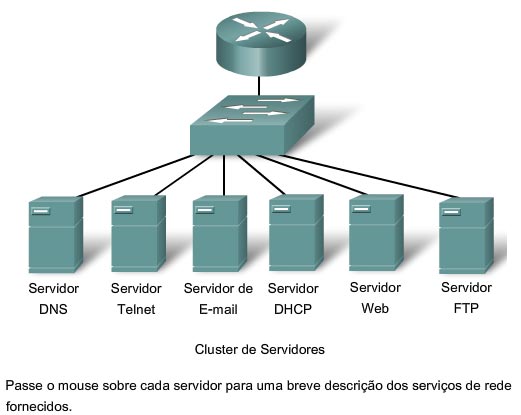 Servidor DNS
Servidor Telnet
Servidor de E-mail
Servidor DHCP
Servidor Web
Servidor FTP
Cluster de Servidores
Passe o mouse sobre cada servidor para uma breve descrição dos serviços de rede
fornecidos.